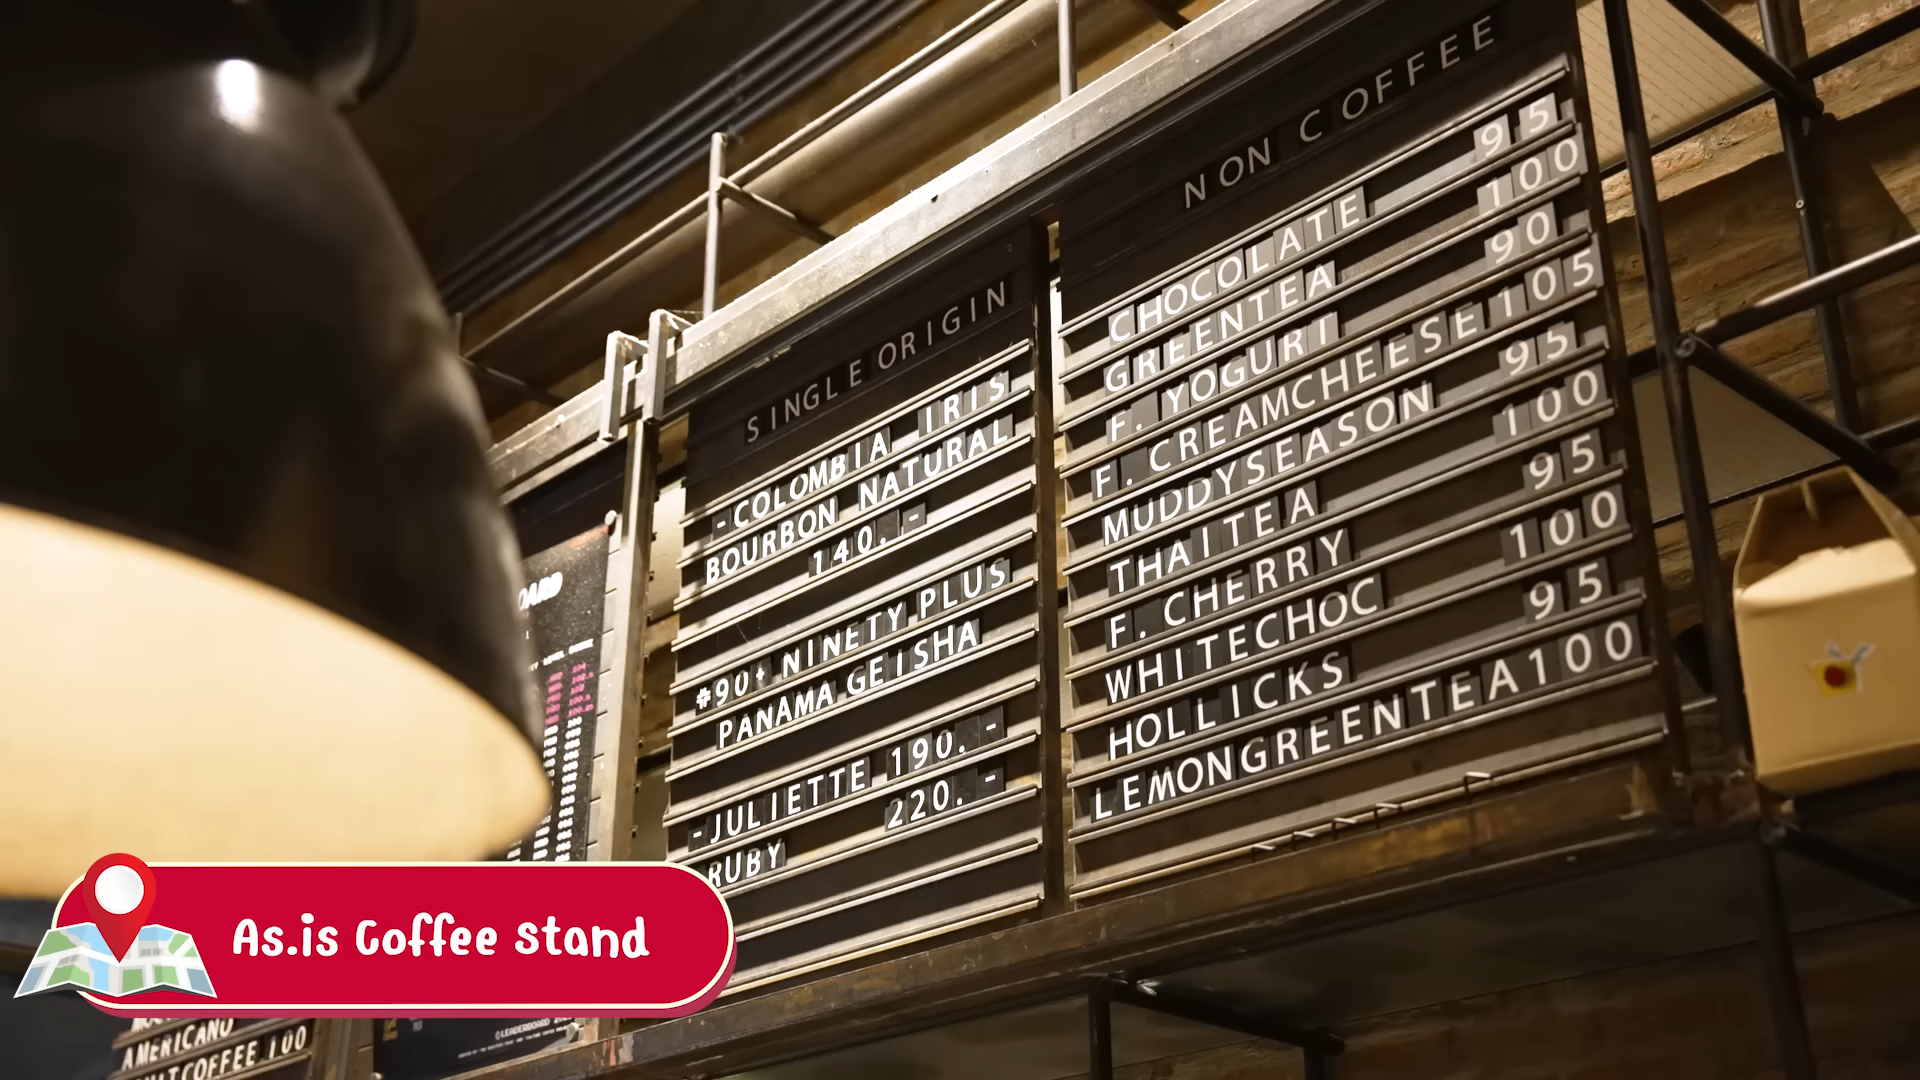 NON COFFEE
CHOCOLATE 95
GREENTEA 100
F. YOGURT 90
F. CREAMCHEESE 105
MUDDYSEASON 95
THAITEA 100
F. CHERRY 95
WHITECHOC 100
HOLLICKS 95
LEMONGREENTEA 100
SINGLE ORIGIN
-COLOMBIA IRIS
BOURBON NATURAL
140.-
#90+ NINETY PLUS
PANAMA GEISHA
-JULIETTE 190.-
220.-
RUBY
As.is Coffee Stand
AMERICANO
COFFEE 100